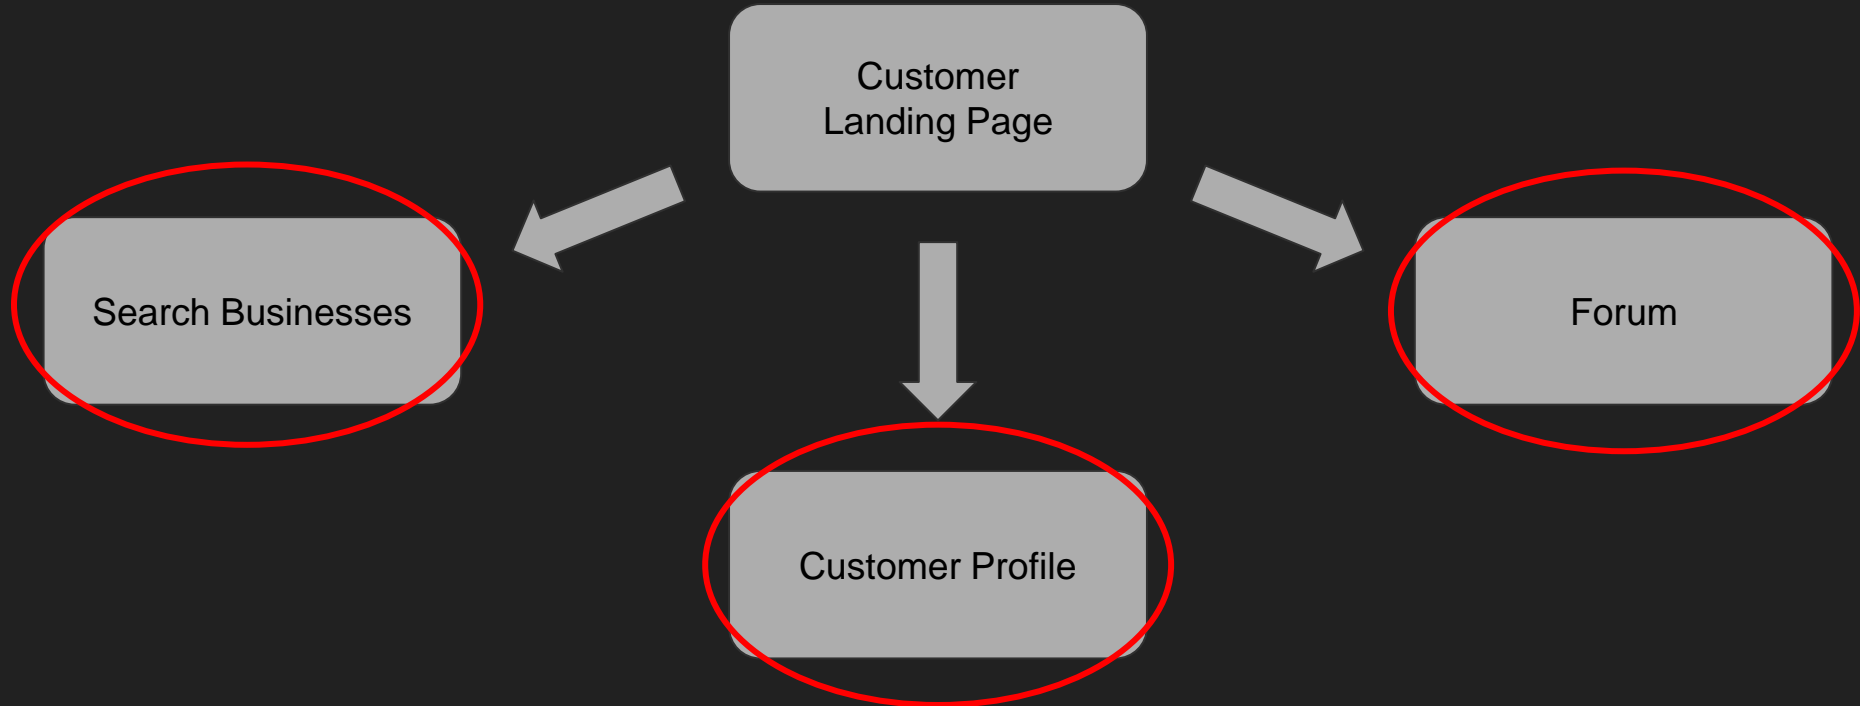 Customer
Landing Page
Search Businesses
Forum
Customer Profile